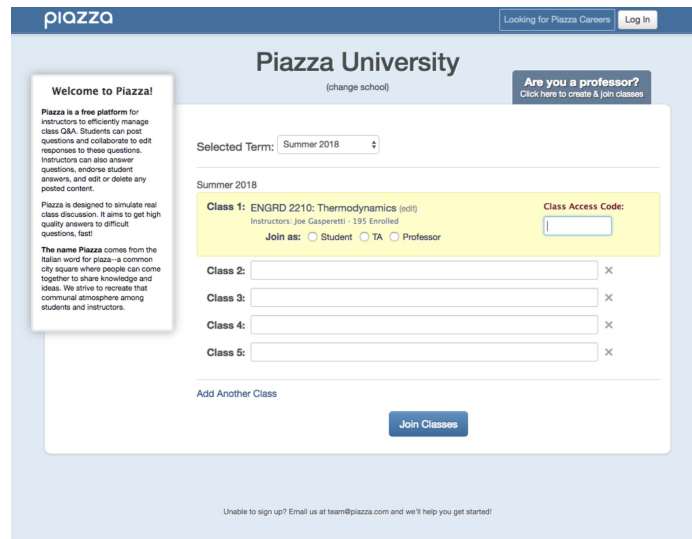 piazza
Looking for Piazza Careers
Log In
Piazza University
(change school)
Are you a professor?
Click here to create & join classes
Welcome to Piazza!
Piazza is a free platform for
instructors to efficiently manage
class Q&A. Students can post
questions and collaborate to edit
responses to these questions.
Instructors can also answer
questions, endorse student
answers, and edit or delete any
posted content.
Piazza is designed to simulate real
class discussion. It aims to get high
quality answers to difficult
questions, fast!
The name Piazza comes from the
Italian word for plaza--a common
city square where people can come
together to share knowledge and
ideas. We strive to recreate that
communal atmosphere among
students and instructors.
Selected Term: Summer 2018
Summer 2018
Class 1: ENGRD 2210: Thermodynamics (edit)
Instructors: Joe Gasperetti - 195 Enrolled
Join as: Student TA Professor
Class Access Code:
Class 2:
Class 3:
Class 4:
Class 5:
Add Another Class
Join Classes
Unable to sign up? Email us at team@piazza.com and we'll help you get started!